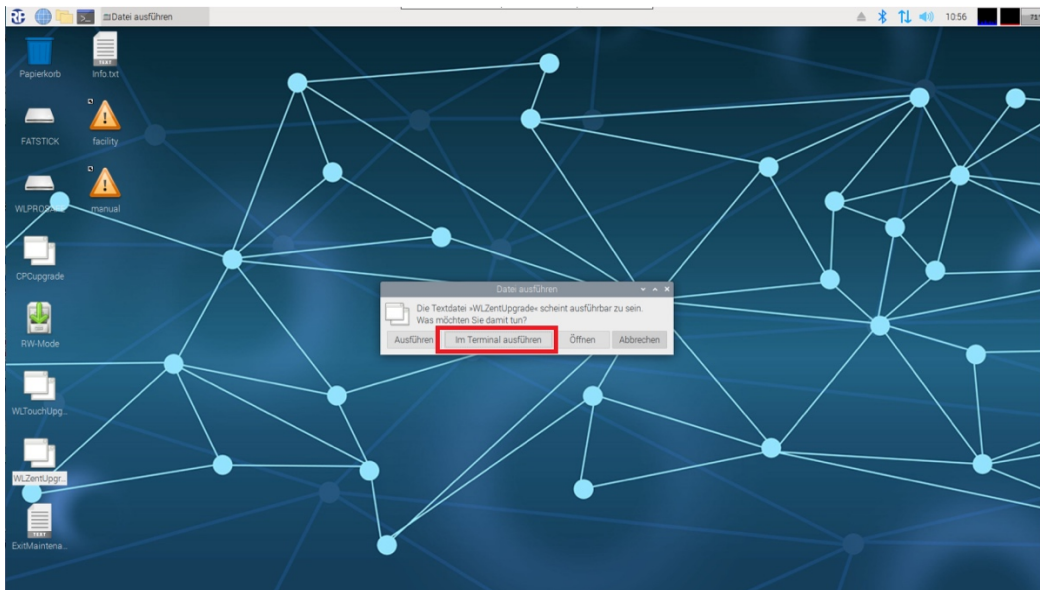 Datei ausführen
10:56
Papierkorb
Info.txt
FATSTICK
facility
manual
CPCupgrade
RW-Mode
WLTouchUpg...
WLZentUpgr...
ExitMaintena...
Datei ausführen
Die Textdatei »WLZentUpgrade« scheint ausführbar zu sein.
Was möchten Sie damit tun?
Ausführen
Im Terminal ausführen
Öffnen
Abbrechen